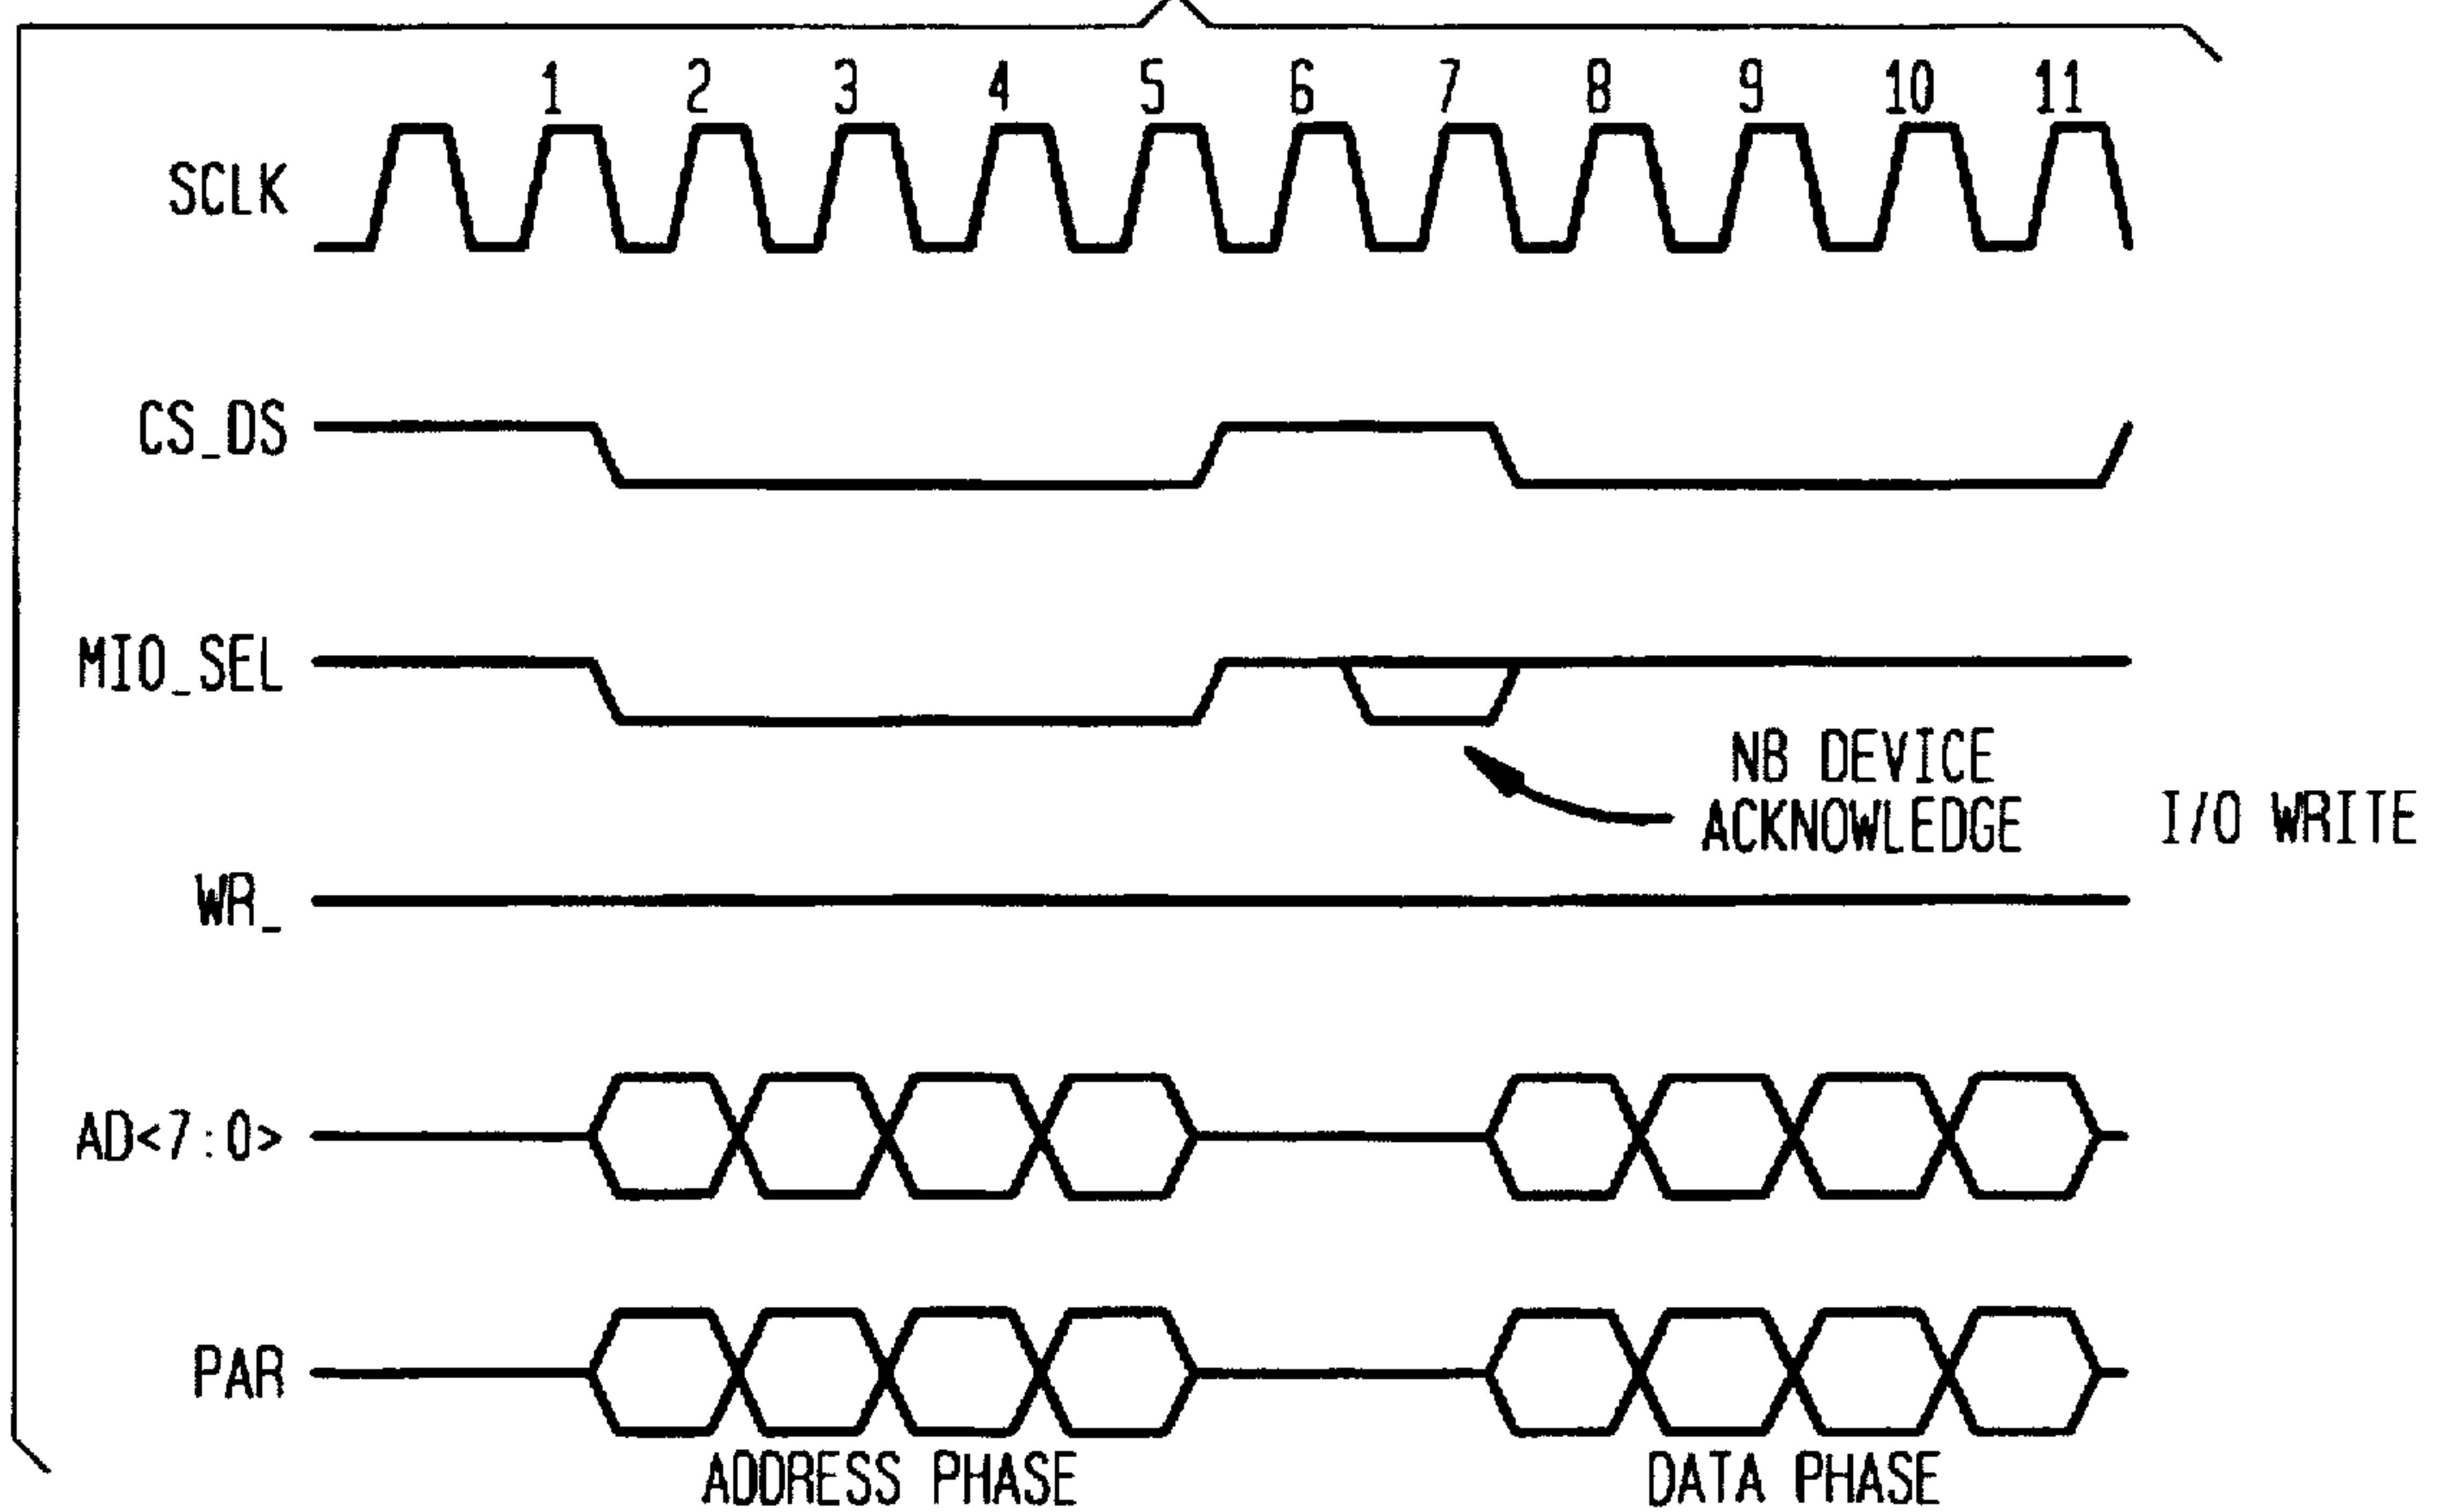 1 2 3 4 5 6 7 8 9 10 11
SCLK
CS_DS
MIO_SEL
NB DEVICE
ACKNOWLEDGE
I/O WRITE
WR_
AD<7:0>
PAR
ADDRESS PHASE
DATA PHASE